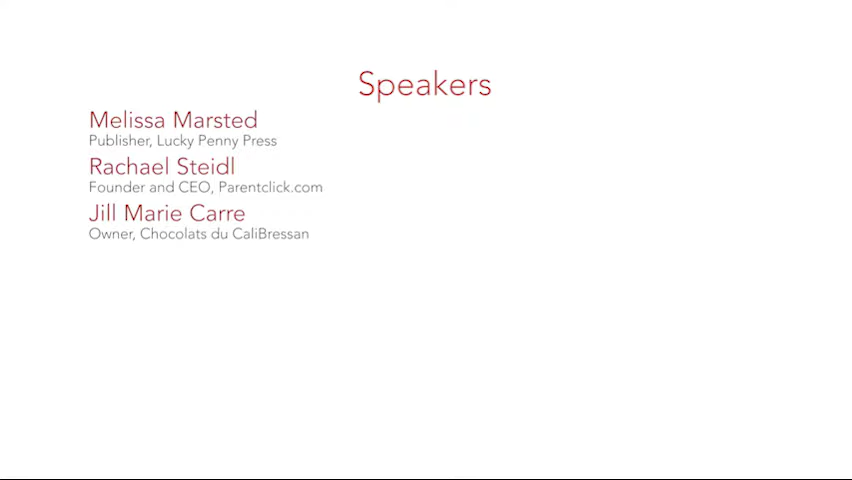 Speakers
Melissa Marsted
Publisher, Lucky Penny Press
Rachael Steidl
Founder and CEO, Parentclick.com
Jill Marie Carre
Owner, Chocolats du CaliBressan